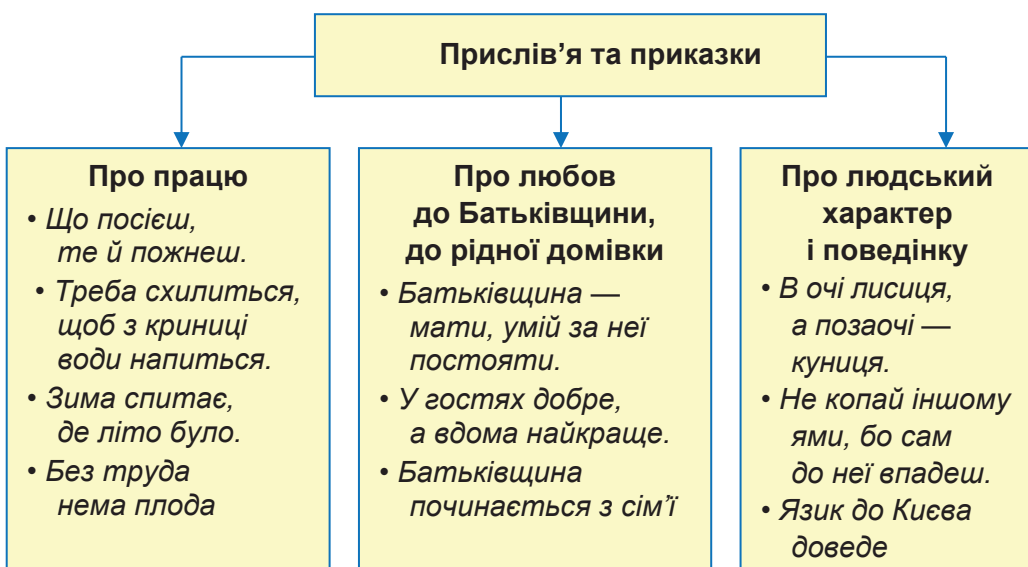 Прислів'я та приказки
Про працю
• Що посієш,
те й пожнеш.
• Треба схилиться,
щоб з криниці
води напиться.
• Зима спитає,
де літо було.
• Без труда
нема плода
Про любов
до Батьківщини,
до рідної домівки
• Батьківщина —
мати, умій за неї
постояти.
• У гостях добре,
а вдома найкраще.
• Батьківщина
починається з сім'ї
Про людський
характер
і поведінку
• В очі лисиця,
а позаочі —
куниця.
• Не копай іншому
ями, бо сам
до неї впадеш.
• Язик до Києва
доведе